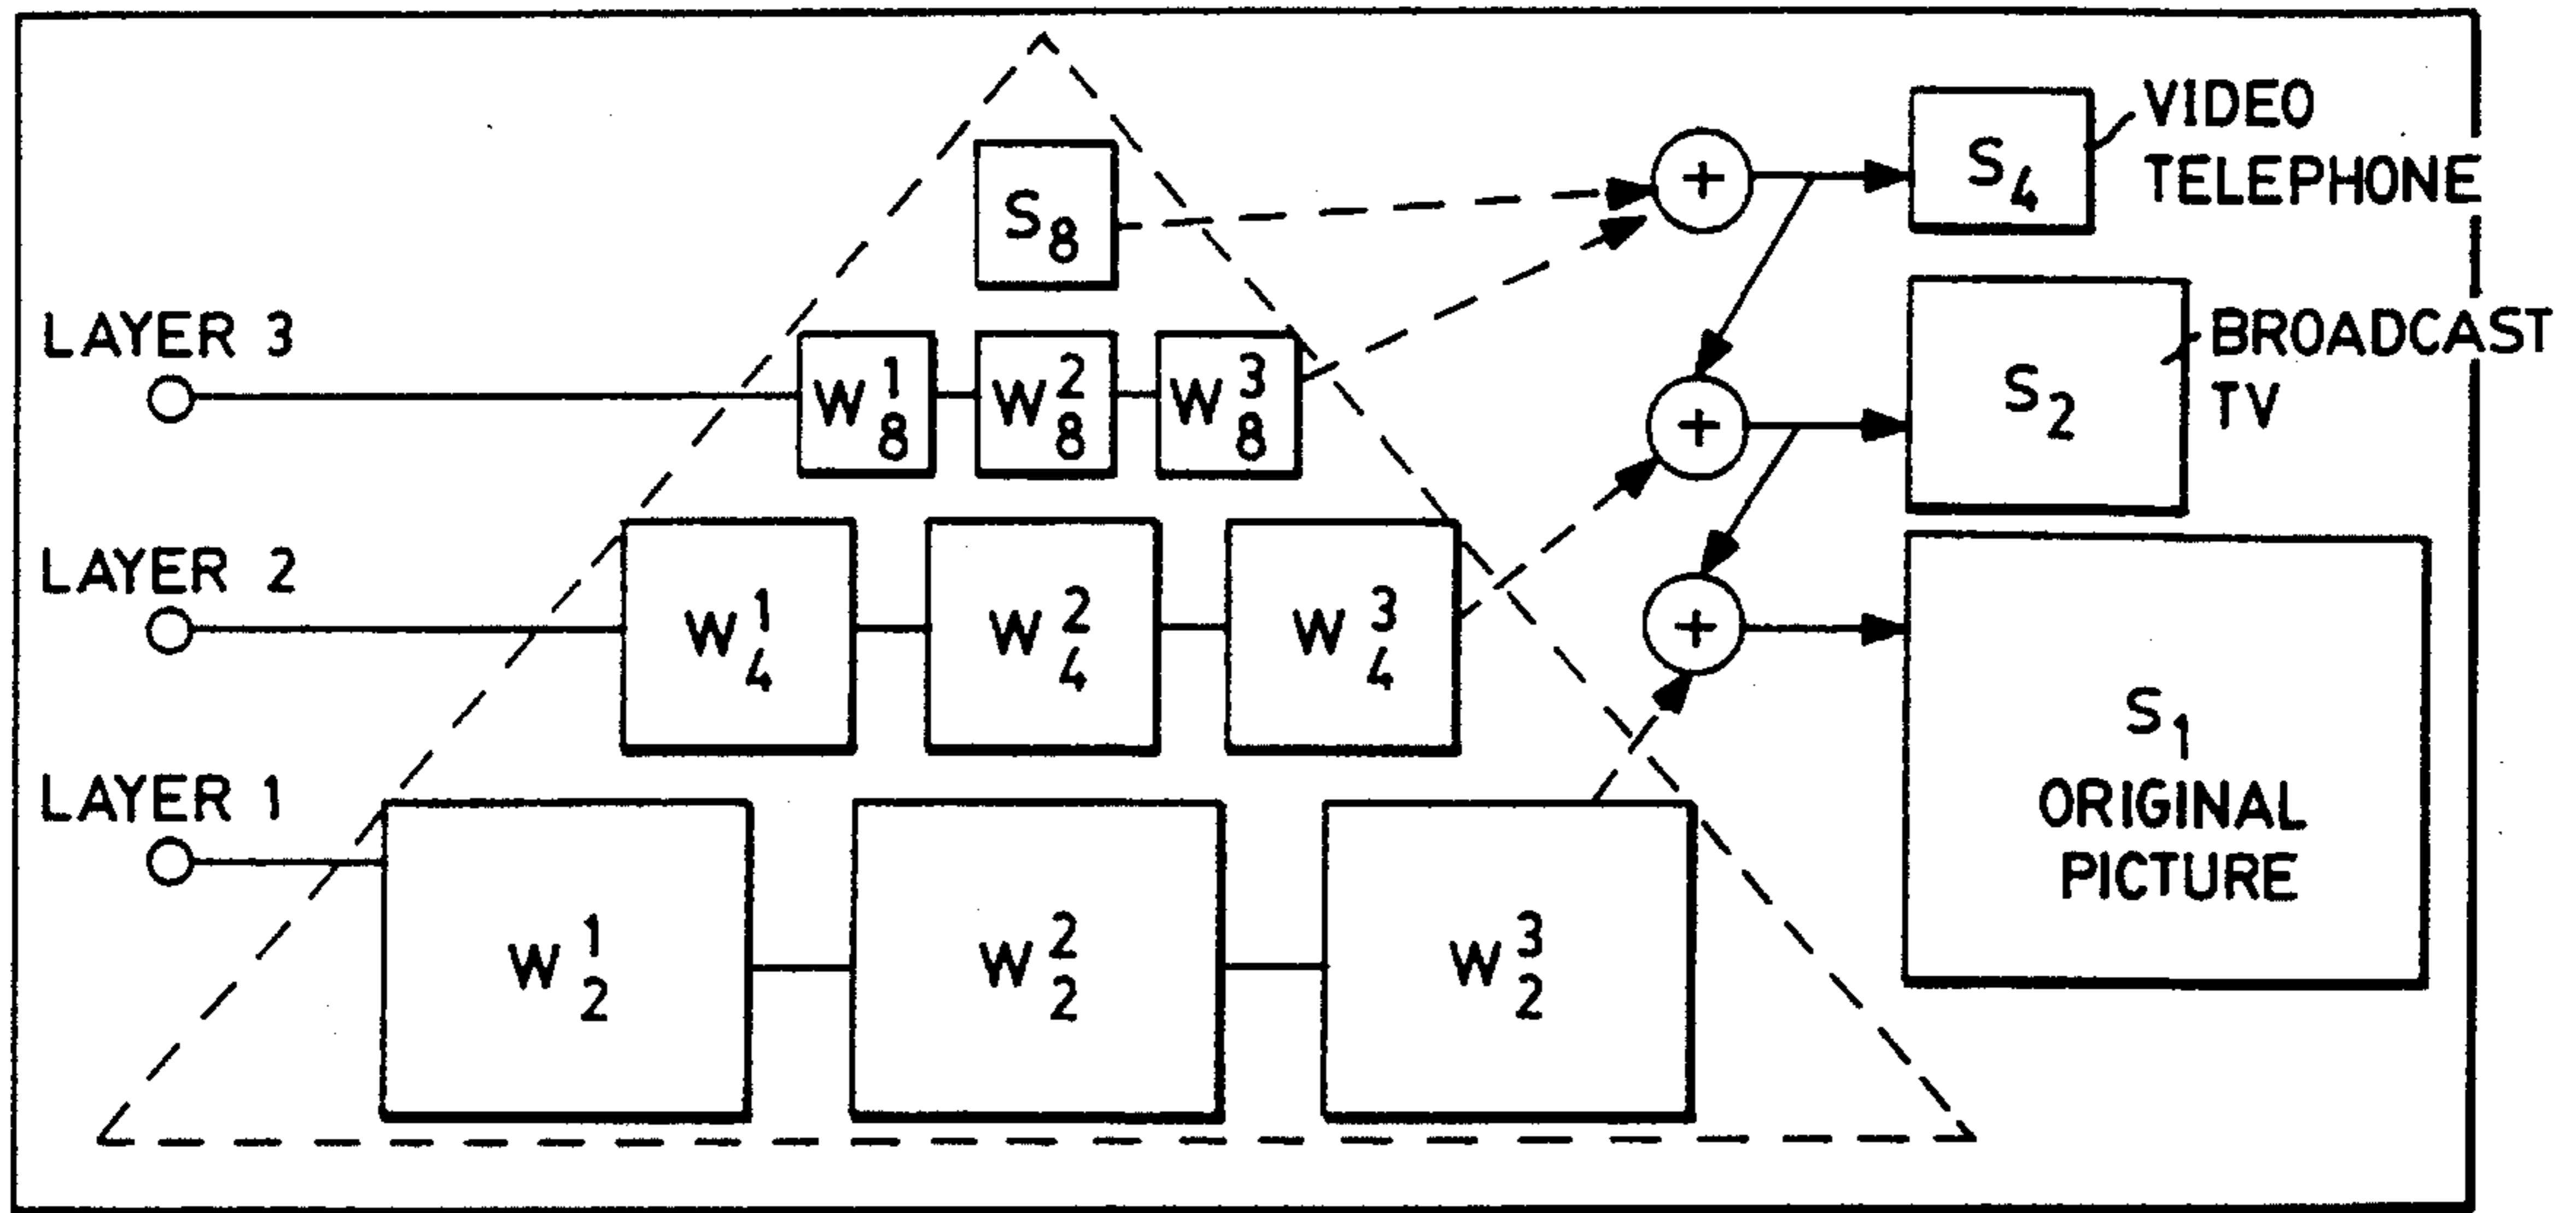 VIDEO
TELEPHONE
S₄
S₈
+
LAYER 3
W¹₈ W²₈ W³₈
+
S₂
BROADCAST
TV
LAYER 2
W¹₄ W²₄ W³₄
+
S₁
ORIGINAL
PICTURE
LAYER 1
W¹₂ W²₂ W³₂